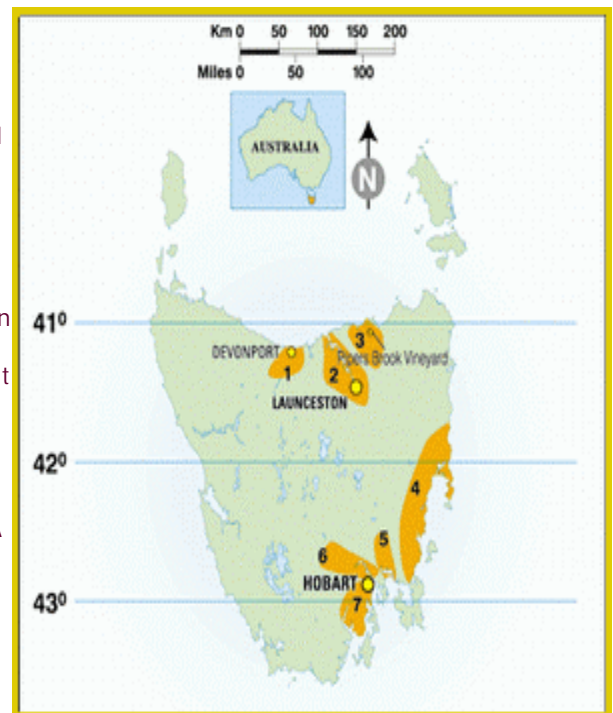 Km 0 50 100 150 200
Miles 0 50 100
AUSTRALIA
N
41⁰
DEVONPORT
3
Pipers Brook Vineyard
1
2
LAUNCESTON
42⁰
4
5
6
HOBART
43⁰
7